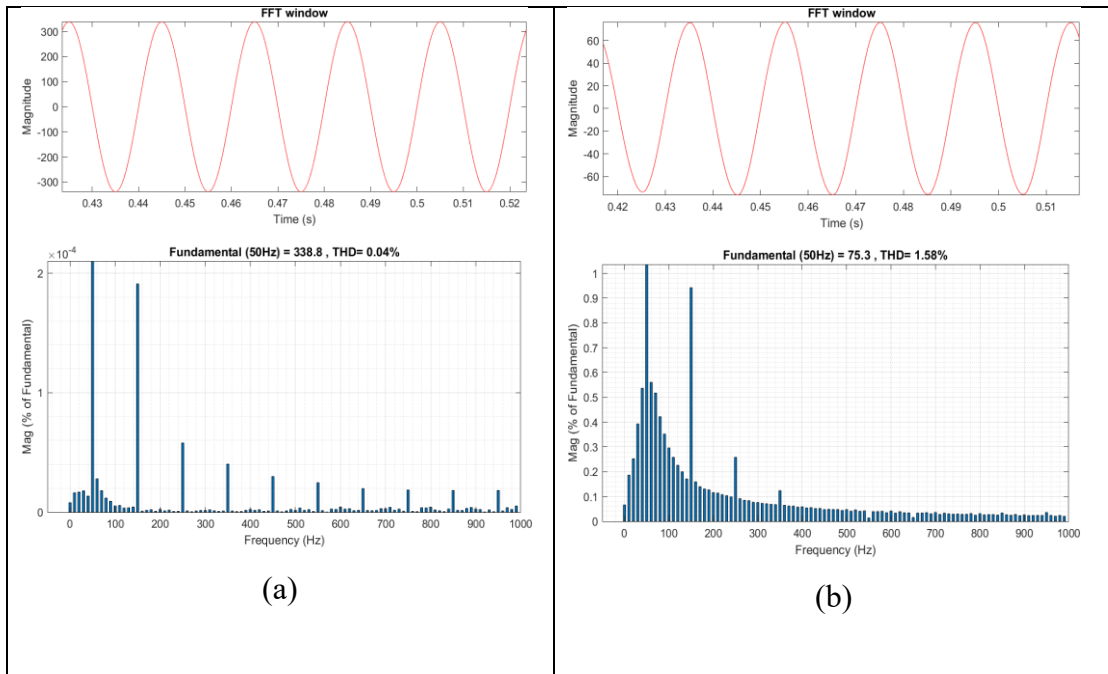 FFT window
300
200
100
0
-100
-200
-300
Magnitude
0.43 0.44 0.45 0.46 0.47 0.48 0.49 0.5 0.51 0.52
Time (s)
Fundamental (50Hz) = 338.8 , THD= 0.04%
×10-4
2
1
0
Mag (% of Fundamental)
0 100 200 300 400 500 600 700 800 900 1000
Frequency (Hz)
(a)
FFT window
60
40
20
0
-20
-40
-60
Magnitude
0.42 0.43 0.44 0.45 0.46 0.47 0.48 0.49 0.5 0.51
Time (s)
Fundamental (50Hz) = 75.3 , THD= 1.58%
1
0.9
0.8
0.7
0.6
0.5
0.4
0.3
0.2
0.1
0
Mag (% of Fundamental)
0 100 200 300 400 500 600 700 800 900 1000
Frequency (Hz)
(b)